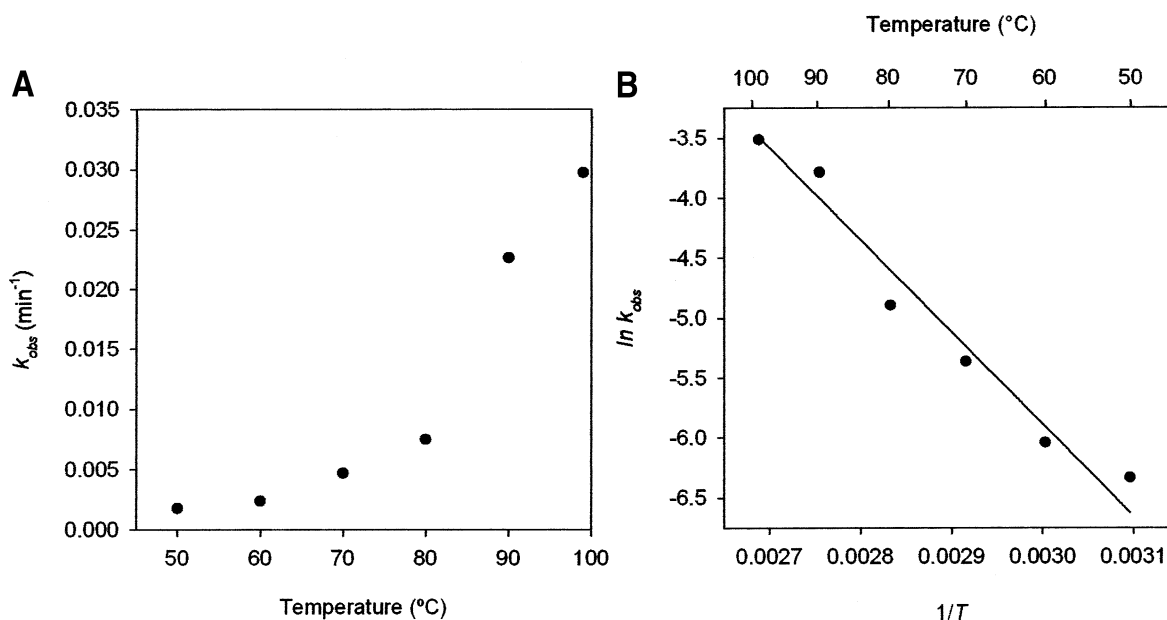 A
0.035
0.030
0.025
0.020
0.015
0.010
0.005
0.000
k_obs (min⁻¹)
50 60 70 80 90 100
Temperature (ºC)
Temperature (°C)
B
100 90 80 70 60 50
-3.5
-4.0
-4.5
-5.0
-5.5
-6.0
-6.5
ln k_obs
0.0027 0.0028 0.0029 0.0030 0.0031
1/T